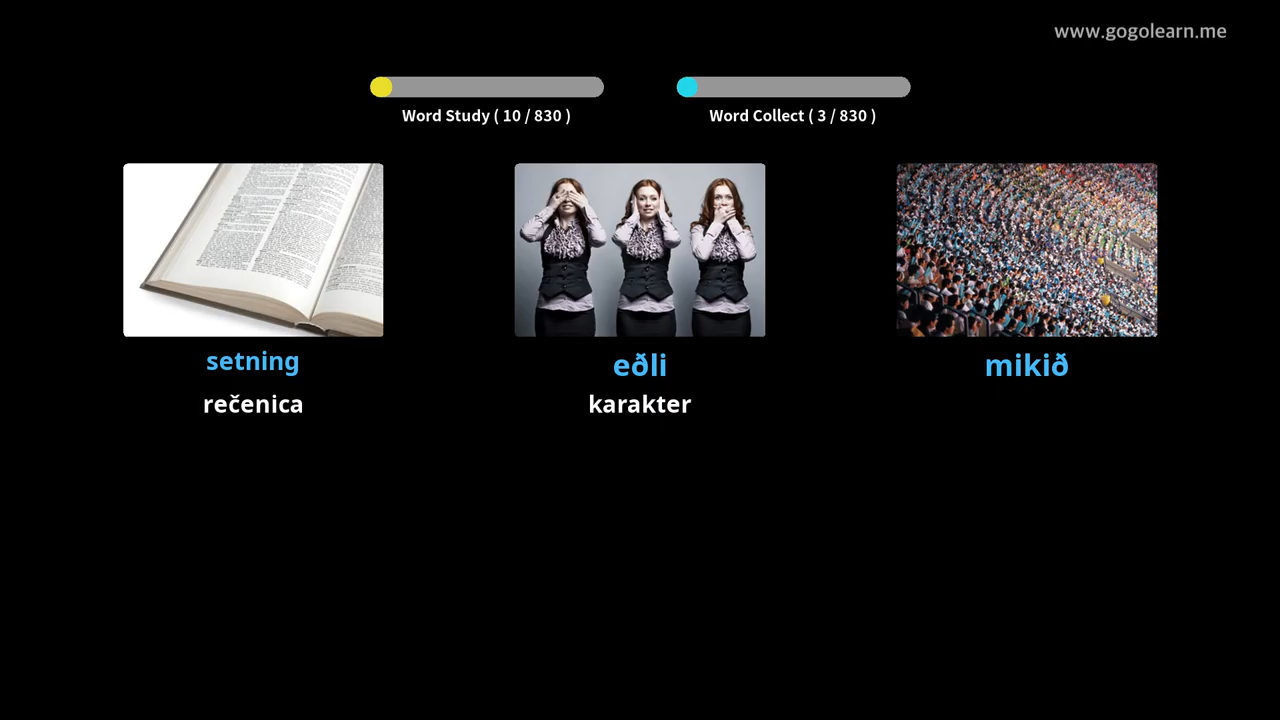 www.gogolearn.me
Word Study ( 10 / 830 )
Word Collect ( 3 / 830 )
setning
eðli
mikið
rečenica
karakter